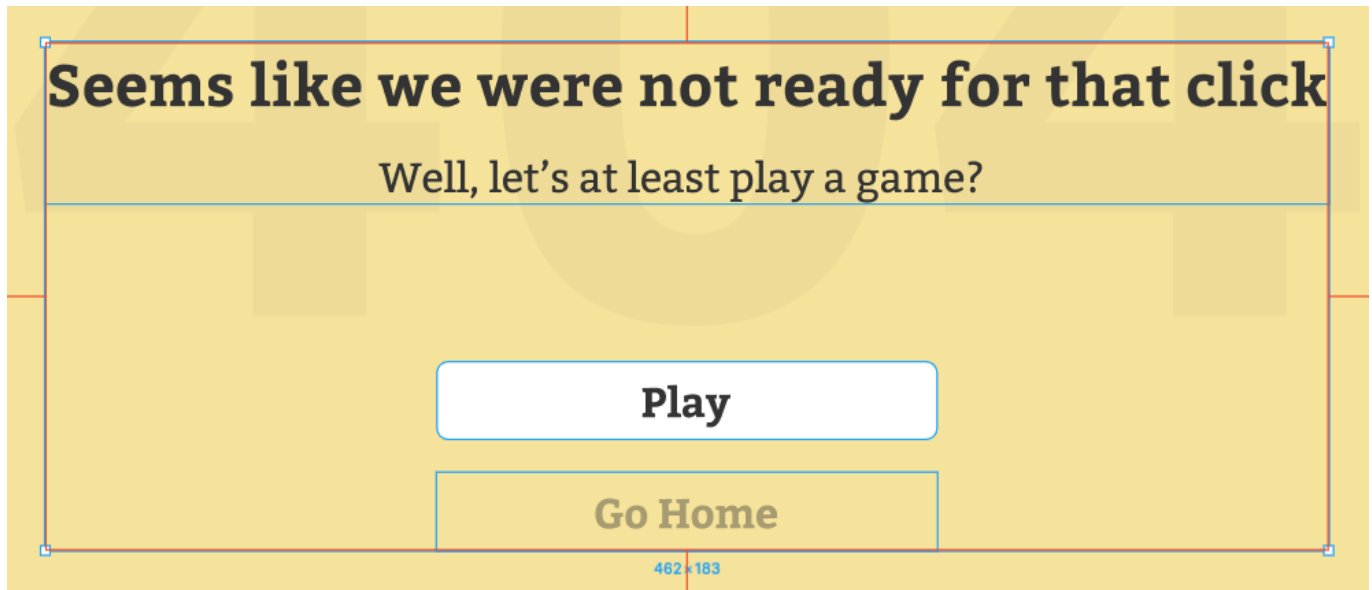 404
Seems like we were not ready for that click
Well, let’s at least play a game?
Play
Go Home
462 × 183